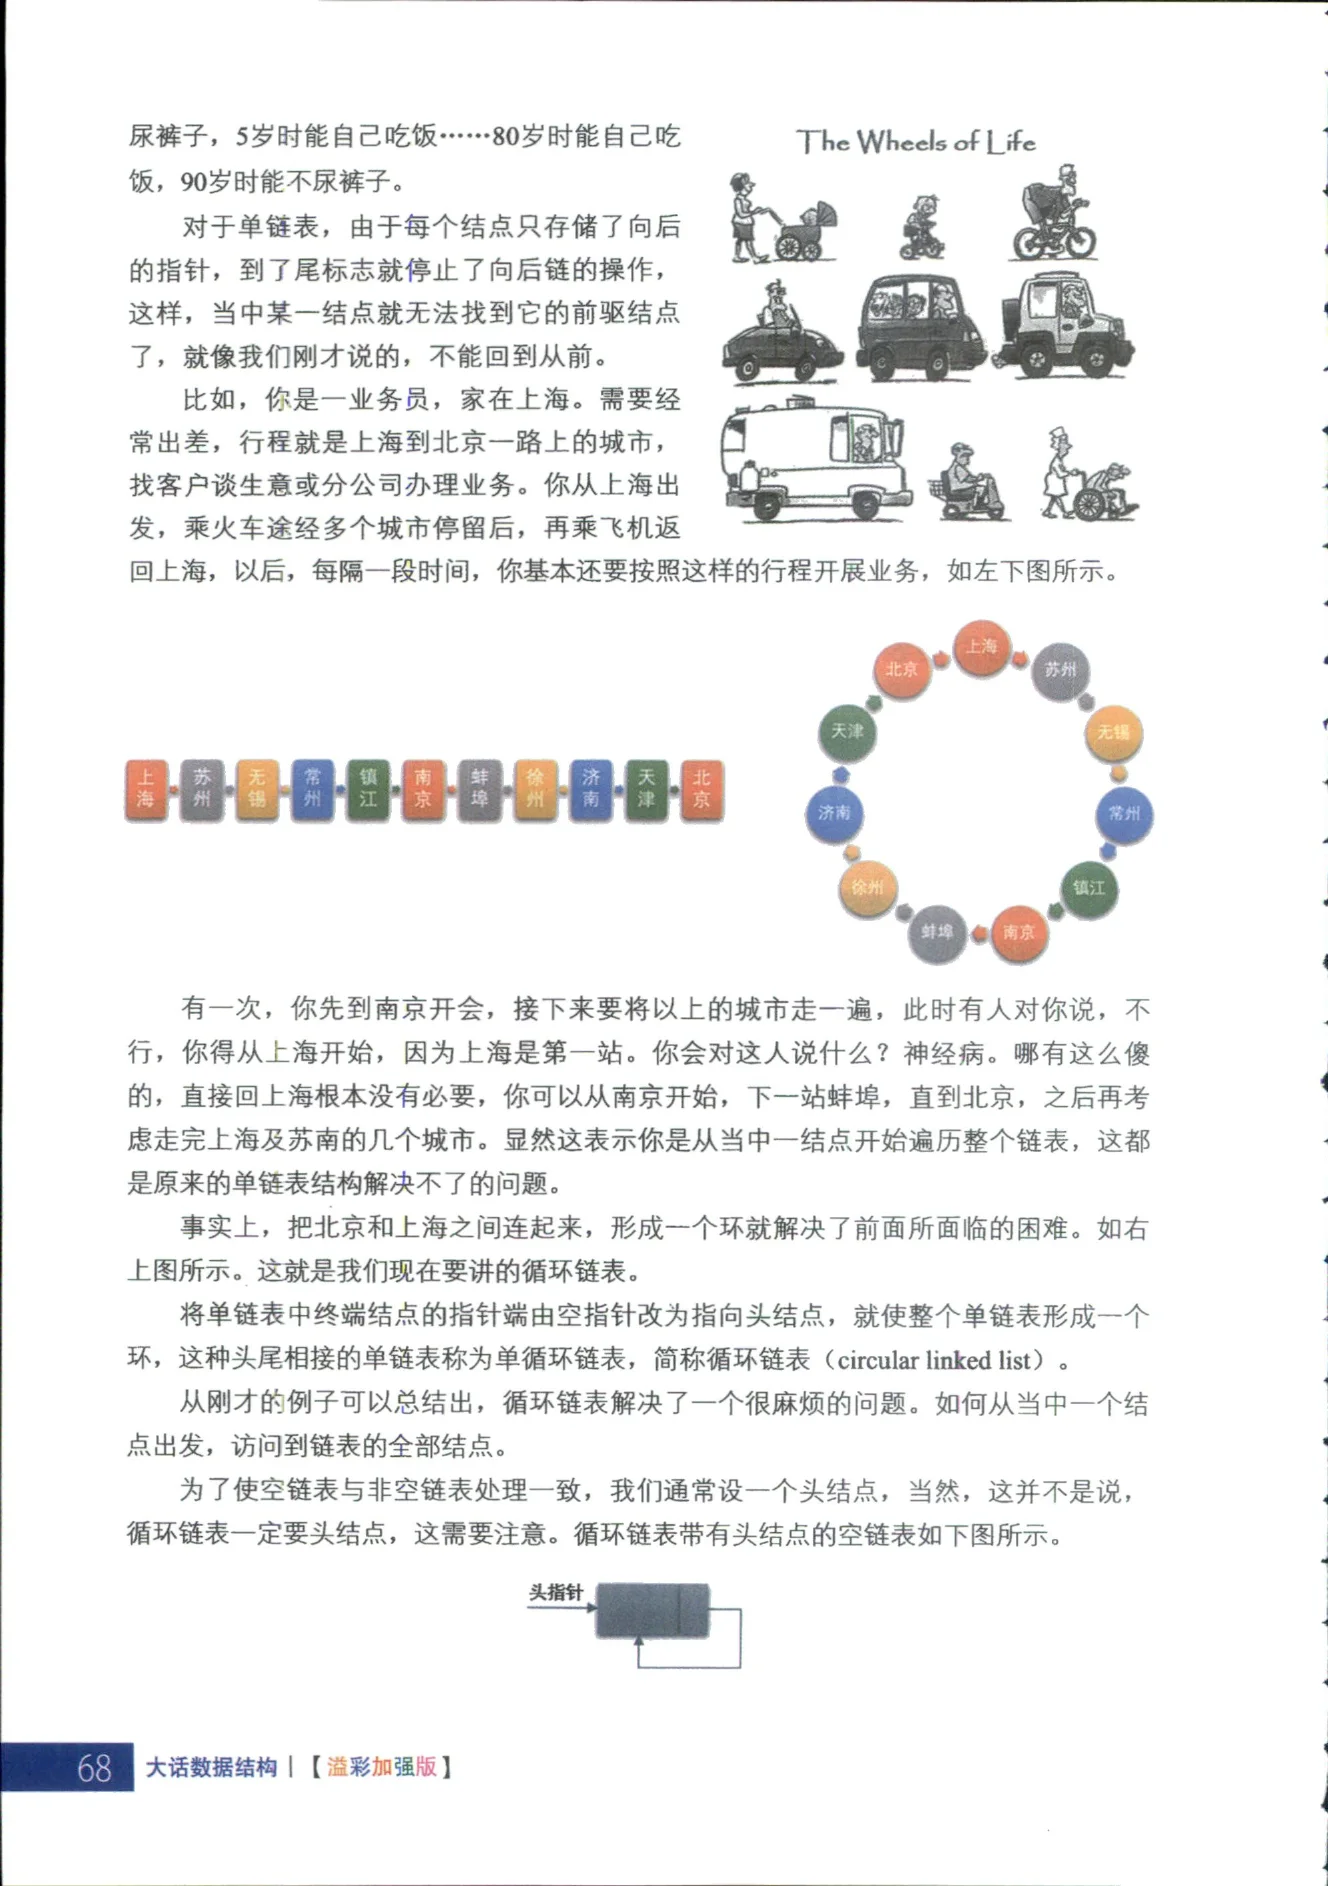 尿裤子，5岁时能自己吃饭……80岁时能自己吃
饭，90岁时能不尿裤子。
The Wheels of Life
对于单链表，由于每个结点只存储了向后
的指针，到了尾标志就停止了向后链的操作，
这样，当中某一结点就无法找到它的前驱结点
了，就像我们刚才说的，不能回到从前。
比如，你是一业务员，家在上海。需要经
常出差，行程就是上海到北京一路上的城市，
找客户谈生意或分公司办理业务。你从上海出
发，乘火车途经多个城市停留后，再乘飞机返
回上海，以后，每隔一段时间，你基本还要按照这样的行程开展业务，如左下图所示。
上海 苏州 无锡 常州 镇江 南京 蚌埠 徐州 济南 天津 北京
上海
苏州
无锡
常州
镇江
南京
蚌埠
徐州
济南
天津
北京
有一次，你先到南京开会，接下来要将以上的城市走一遍，此时有人对你说，不
行，你得从上海开始，因为上海是第一站。你会对这人说什么？神经病。哪有这么傻
的，直接回上海根本没有必要，你可以从南京开始，下一站蚌埠，直到北京，之后再考
虑走完上海及苏南的几个城市。显然这表示你是从当中一结点开始遍历整个链表，这都
是原来的单链表结构解决不了的问题。
事实上，把北京和上海之间连起来，形成一个环就解决了前面所面临的困难。如右
上图所示。这就是我们现在要讲的循环链表。
将单链表中终端结点的指针端由空指针改为指向头结点，就使整个单链表形成一个
环，这种头尾相接的单链表称为单循环链表，简称循环链表（circular linked list）。
从刚才的例子可以总结出，循环链表解决了一个很麻烦的问题。如何从当中一个结
点出发，访问到链表的全部结点。
为了使空链表与非空链表处理一致，我们通常设一个头结点，当然，这并不是说，
循环链表一定要头结点，这需要注意。循环链表带有头结点的空链表如下图所示。
头指针
68 大话数据结构｜【溢彩加强版】